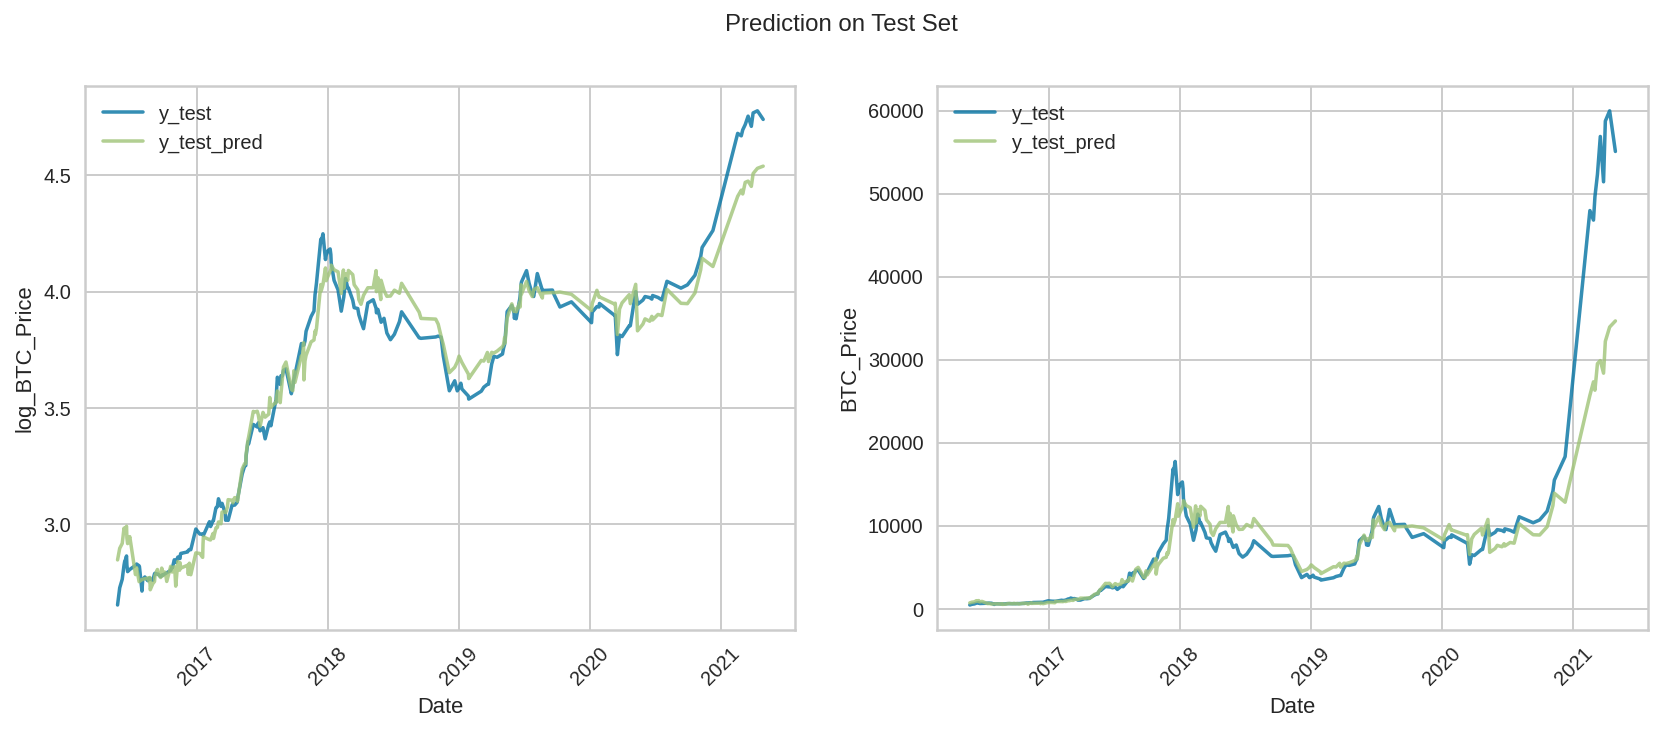 Prediction on Test Set
y_test
y_test_pred
4.5
4.0
3.5
3.0
log_BTC_Price
2017
2018
2019
2020
2021
Date
y_test
y_test_pred
60000
50000
40000
30000
20000
10000
0
BTC_Price
2017
2018
2019
2020
2021
Date